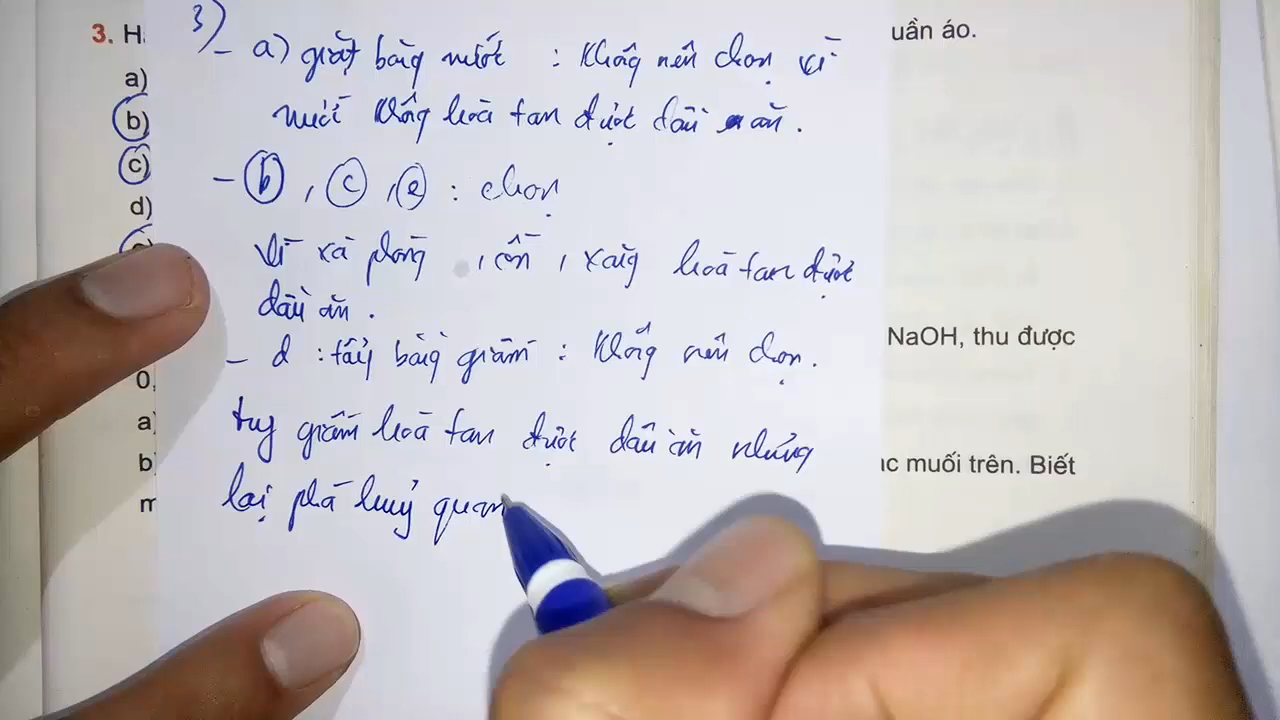 3. H
uần áo.
a)
b)
c)
d)
NaOH, thu được
0,
a)
b
ác muối trên. Biết
m
3)
- a) giặt bằng nước : không nên chọn vì
nước không hoà tan được dầu ăn.
- b, c, e : chọn
vì xà phòng, cồn, xăng hoà tan được
dầu ăn.
- d : tẩy bằng giấm : không nên chọn.
tuy giấm hoà tan được dầu ăn nhưng
lại phá huỷ quan